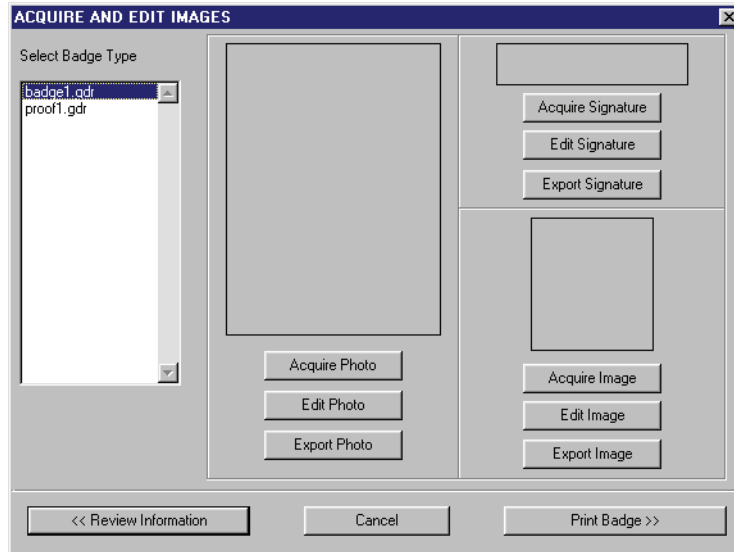 ACQUIRE AND EDIT IMAGES
Select Badge Type
badge1.gdr
proof1.gdr
Acquire Photo
Edit Photo
Export Photo
Acquire Signature
Edit Signature
Export Signature
Acquire Image
Edit Image
Export Image
<< Review Information
Cancel
Print Badge >>